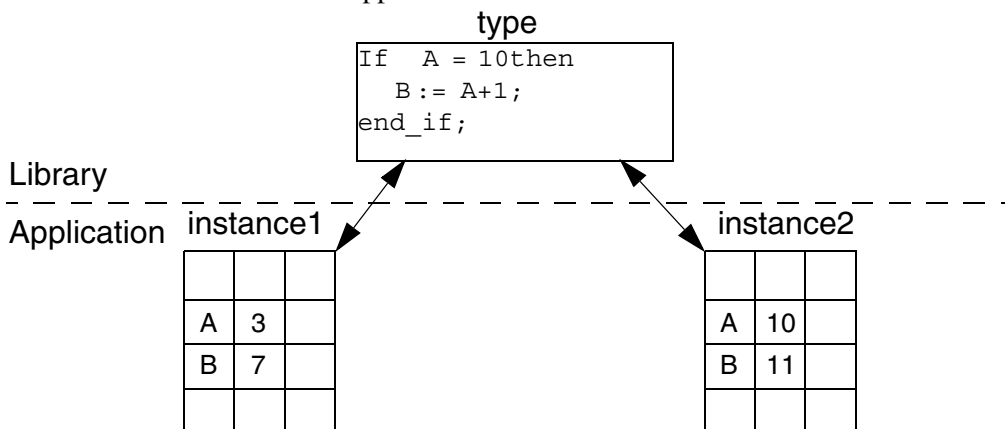 type
If  A = 10then
B := A+1;
end_if;
Library
Application
instance1
instance2
A 3
B 7
A 10
B 11